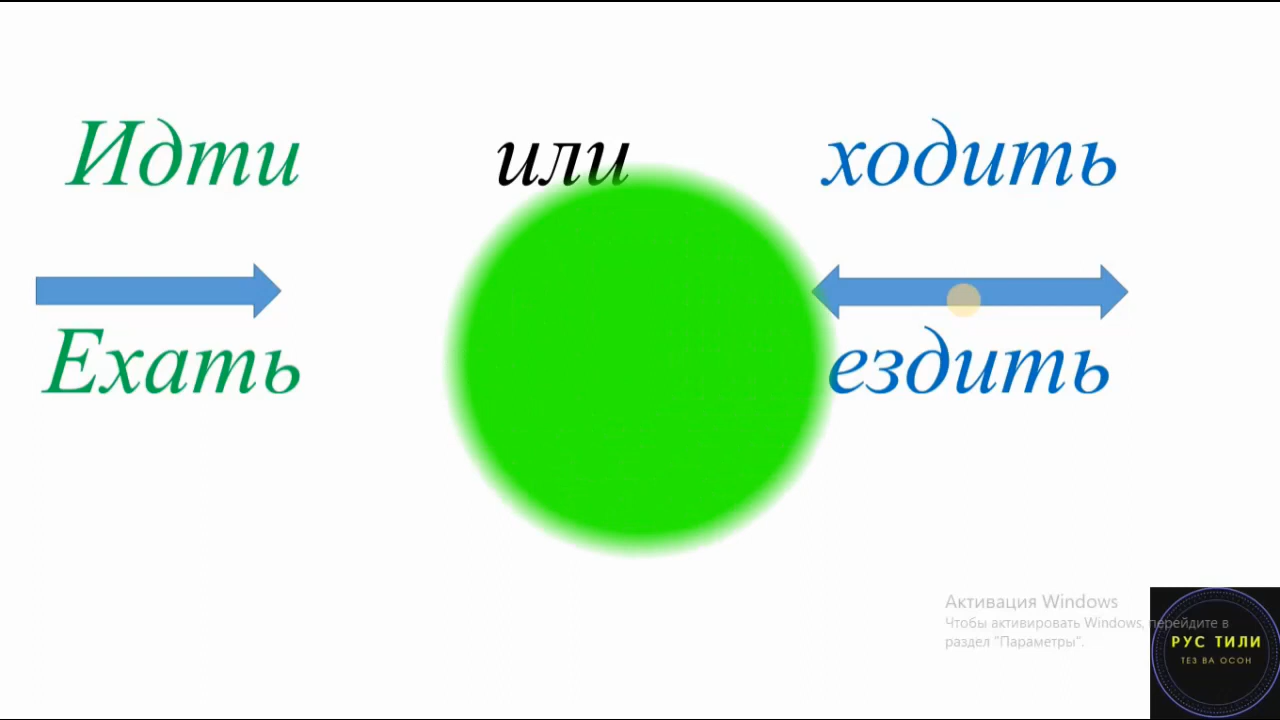 Идти или ходить
Ехать ездить
Активация Windows
Чтобы активировать Windows, перейдите в
раздел "Параметры".
РУС ТИЛИ
ТЕЗ ВА ОСОН